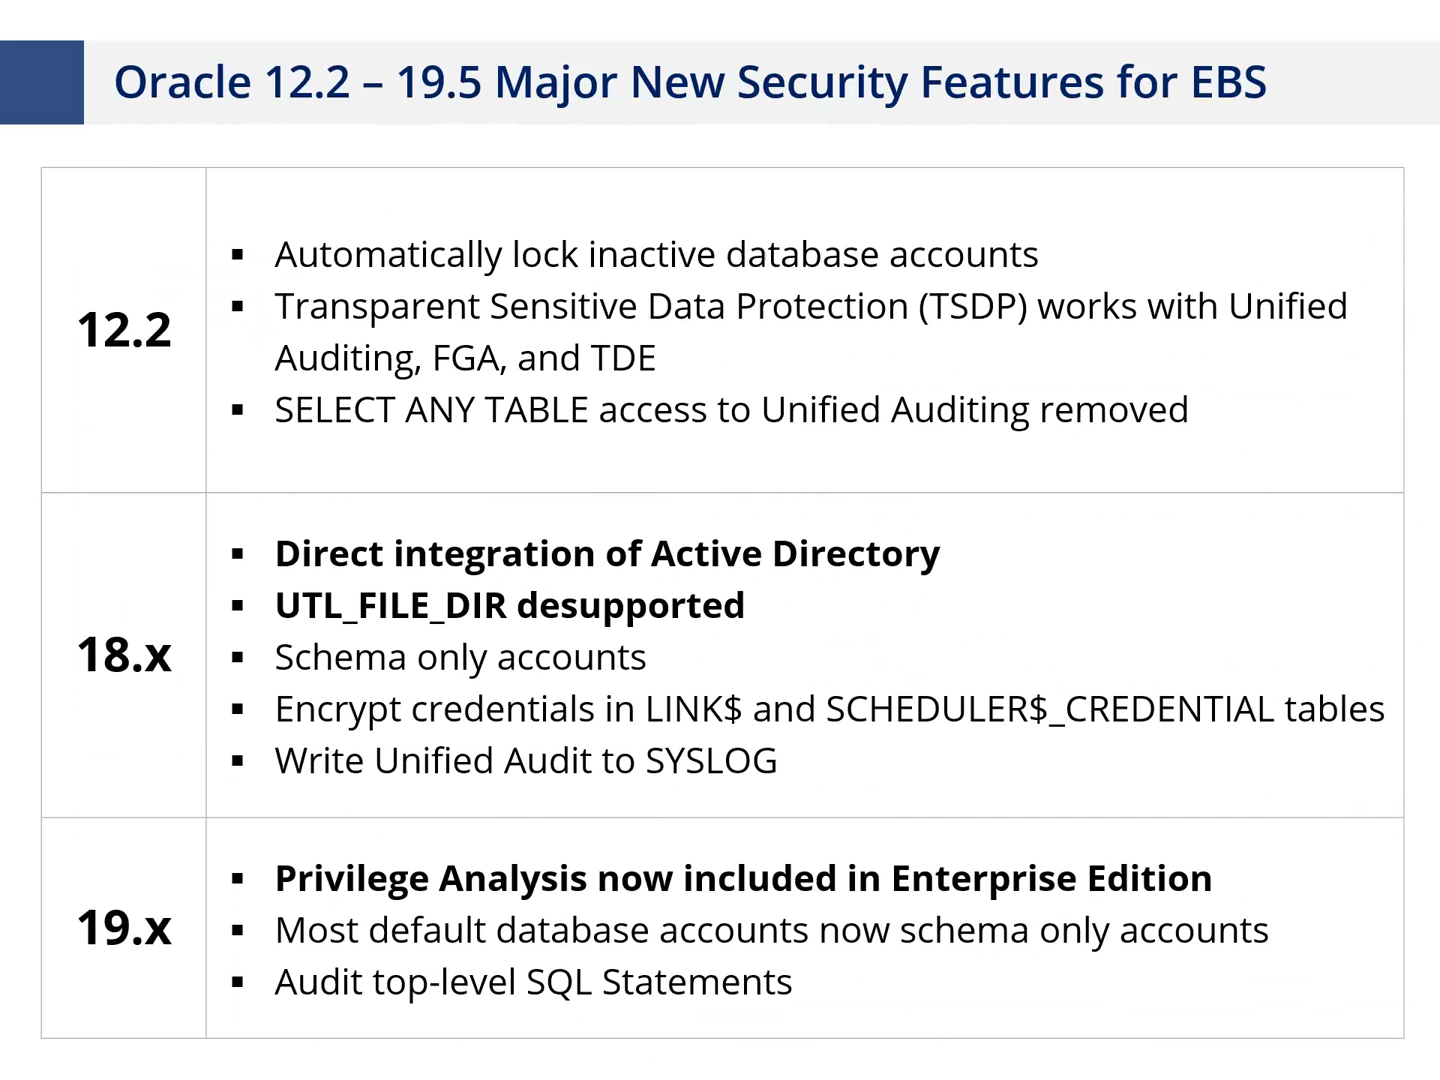 Oracle 12.2 – 19.5 Major New Security Features for EBS
12.2
▪ Automatically lock inactive database accounts
▪ Transparent Sensitive Data Protection (TSDP) works with Unified
Auditing, FGA, and TDE
▪ SELECT ANY TABLE access to Unified Auditing removed
18.x
▪ Direct integration of Active Directory
▪ UTL_FILE_DIR desupported
▪ Schema only accounts
▪ Encrypt credentials in LINK$ and SCHEDULER$_CREDENTIAL tables
▪ Write Unified Audit to SYSLOG
19.x
▪ Privilege Analysis now included in Enterprise Edition
▪ Most default database accounts now schema only accounts
▪ Audit top-level SQL Statements